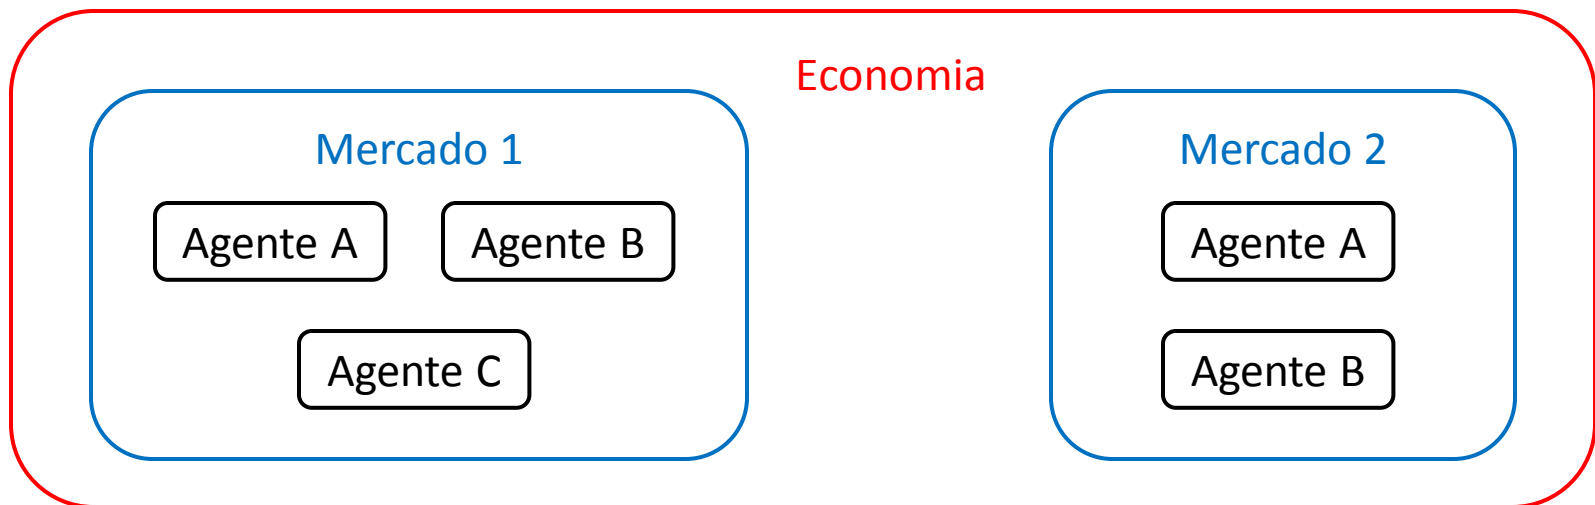 Economia
Mercado 1
Agente A
Agente B
Agente C
Mercado 2
Agente A
Agente B